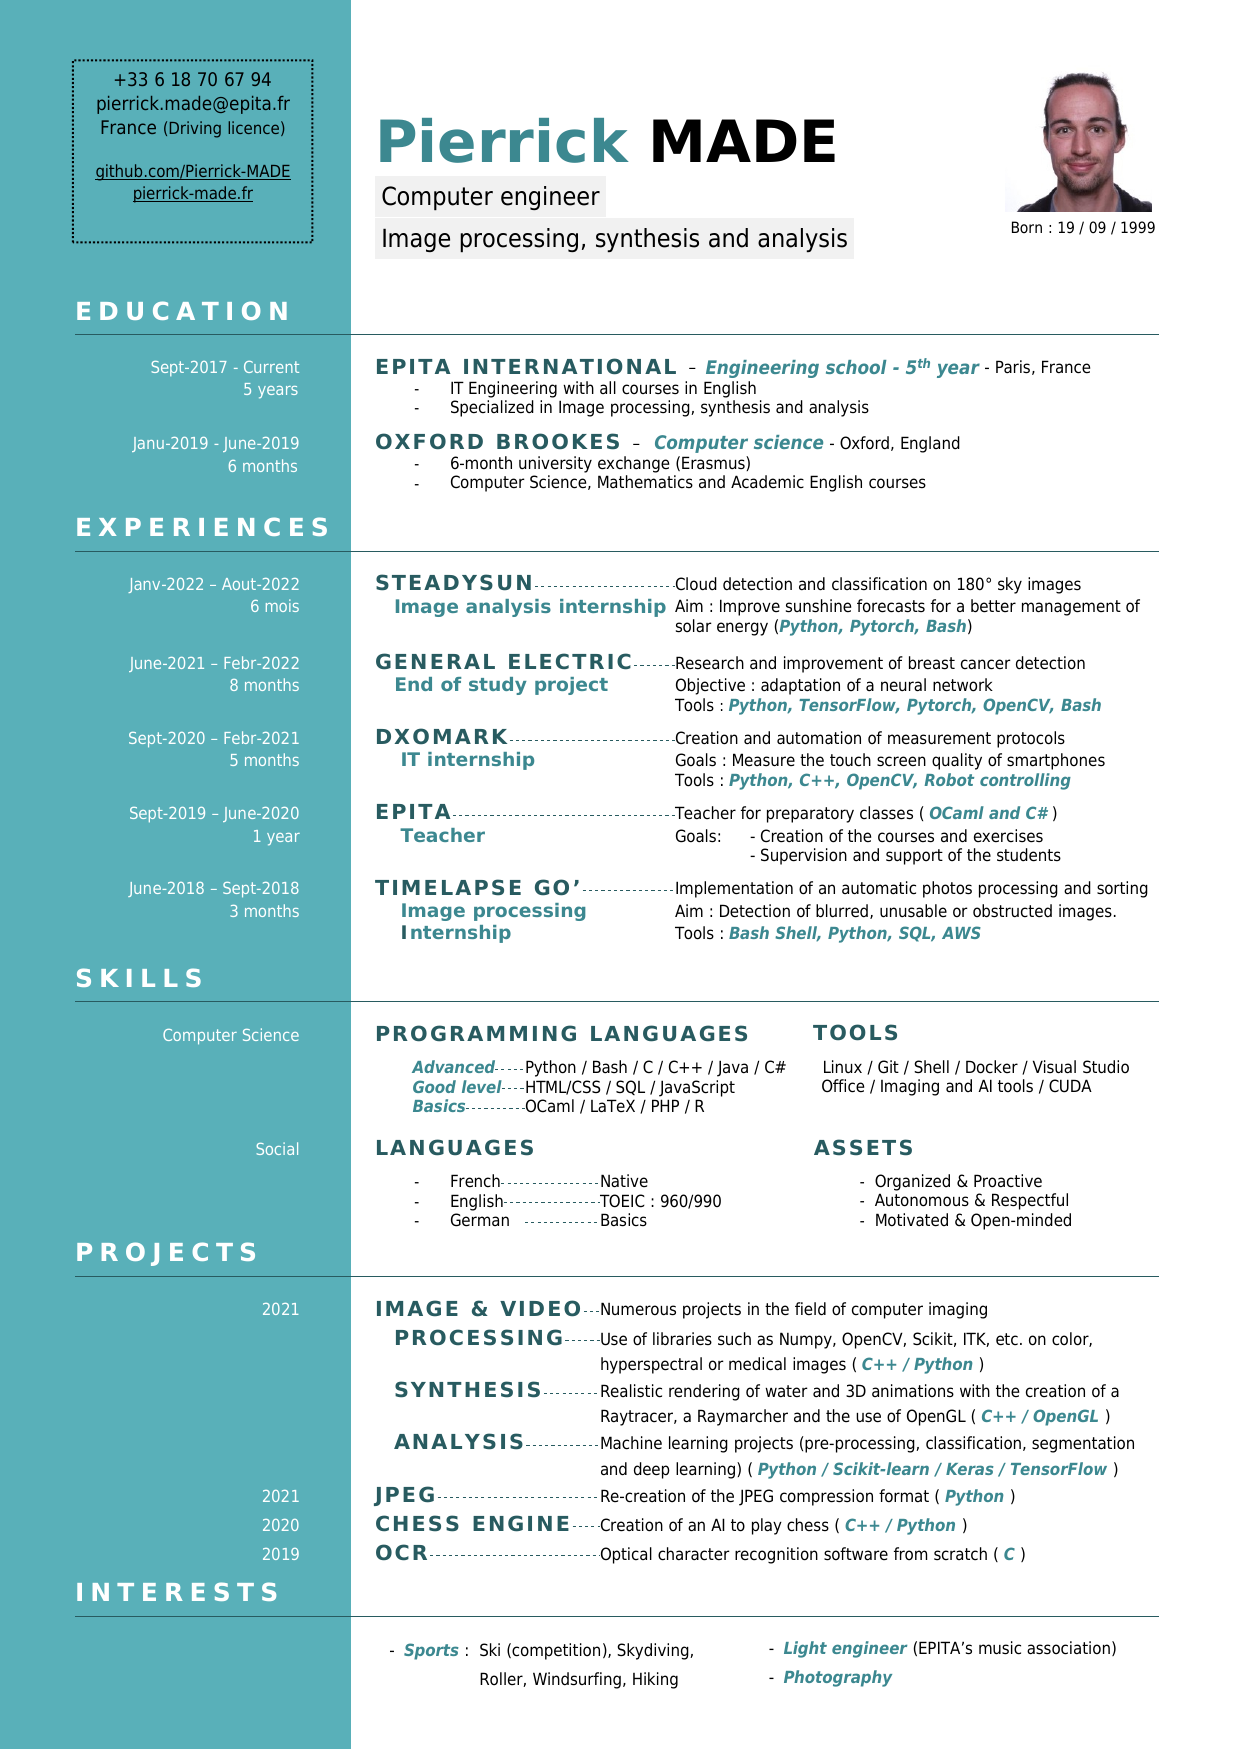 +33 6 18 70 67 94
pierrick.made@epita.fr
France (Driving licence)
github.com/Pierrick-MADE
pierrick-made.fr
Pierrick MADE
Computer engineer
Image processing, synthesis and analysis
Born : 19 / 09 / 1999
EDUCATION
Sept-2017 - Current
5 years
EPITA INTERNATIONAL – Engineering school - 5th year - Paris, France
- IT Engineering with all courses in English
- Specialized in Image processing, synthesis and analysis
Janu-2019 - June-2019
6 months
OXFORD BROOKES – Computer science - Oxford, England
- 6-month university exchange (Erasmus)
- Computer Science, Mathematics and Academic English courses
EXPERIENCES
Janv-2022 – Aout-2022
6 mois
STEADYSUN
Image analysis internship
Cloud detection and classification on 180° sky images
Aim : Improve sunshine forecasts for a better management of
solar energy (Python, Pytorch, Bash)
June-2021 – Febr-2022
8 months
GENERAL ELECTRIC
End of study project
Research and improvement of breast cancer detection
Objective : adaptation of a neural network
Tools : Python, TensorFlow, Pytorch, OpenCV, Bash
Sept-2020 – Febr-2021
5 months
DXOMARK
IT internship
Creation and automation of measurement protocols
Goals : Measure the touch screen quality of smartphones
Tools : Python, C++, OpenCV, Robot controlling
Sept-2019 – June-2020
1 year
EPITA
Teacher
Teacher for preparatory classes ( OCaml and C# )
Goals: - Creation of the courses and exercises
- Supervision and support of the students
June-2018 – Sept-2018
3 months
TIMELAPSE GO’
Image processing
Internship
Implementation of an automatic photos processing and sorting
Aim : Detection of blurred, unusable or obstructed images.
Tools : Bash Shell, Python, SQL, AWS
SKILLS
Computer Science
PROGRAMMING LANGUAGES
Advanced Python / Bash / C / C++ / Java / C#
Good level HTML/CSS / SQL / JavaScript
Basics OCaml / LaTeX / PHP / R
TOOLS
Linux / Git / Shell / Docker / Visual Studio
Office / Imaging and AI tools / CUDA
Social
LANGUAGES
- French Native
- English TOEIC : 960/990
- German Basics
ASSETS
- Organized & Proactive
- Autonomous & Respectful
- Motivated & Open-minded
PROJECTS
2021
IMAGE & VIDEO Numerous projects in the field of computer imaging
PROCESSING Use of libraries such as Numpy, OpenCV, Scikit, ITK, etc. on color,
hyperspectral or medical images ( C++ / Python )
SYNTHESIS Realistic rendering of water and 3D animations with the creation of a
Raytracer, a Raymarcher and the use of OpenGL ( C++ / OpenGL )
ANALYSIS Machine learning projects (pre-processing, classification, segmentation
and deep learning) ( Python / Scikit-learn / Keras / TensorFlow )
2021 JPEG Re-creation of the JPEG compression format ( Python )
2020 CHESS ENGINE Creation of an AI to play chess ( C++ / Python )
2019 OCR Optical character recognition software from scratch ( C )
INTERESTS
- Sports : Ski (competition), Skydiving,
Roller, Windsurfing, Hiking
- Light engineer (EPITA’s music association)
- Photography